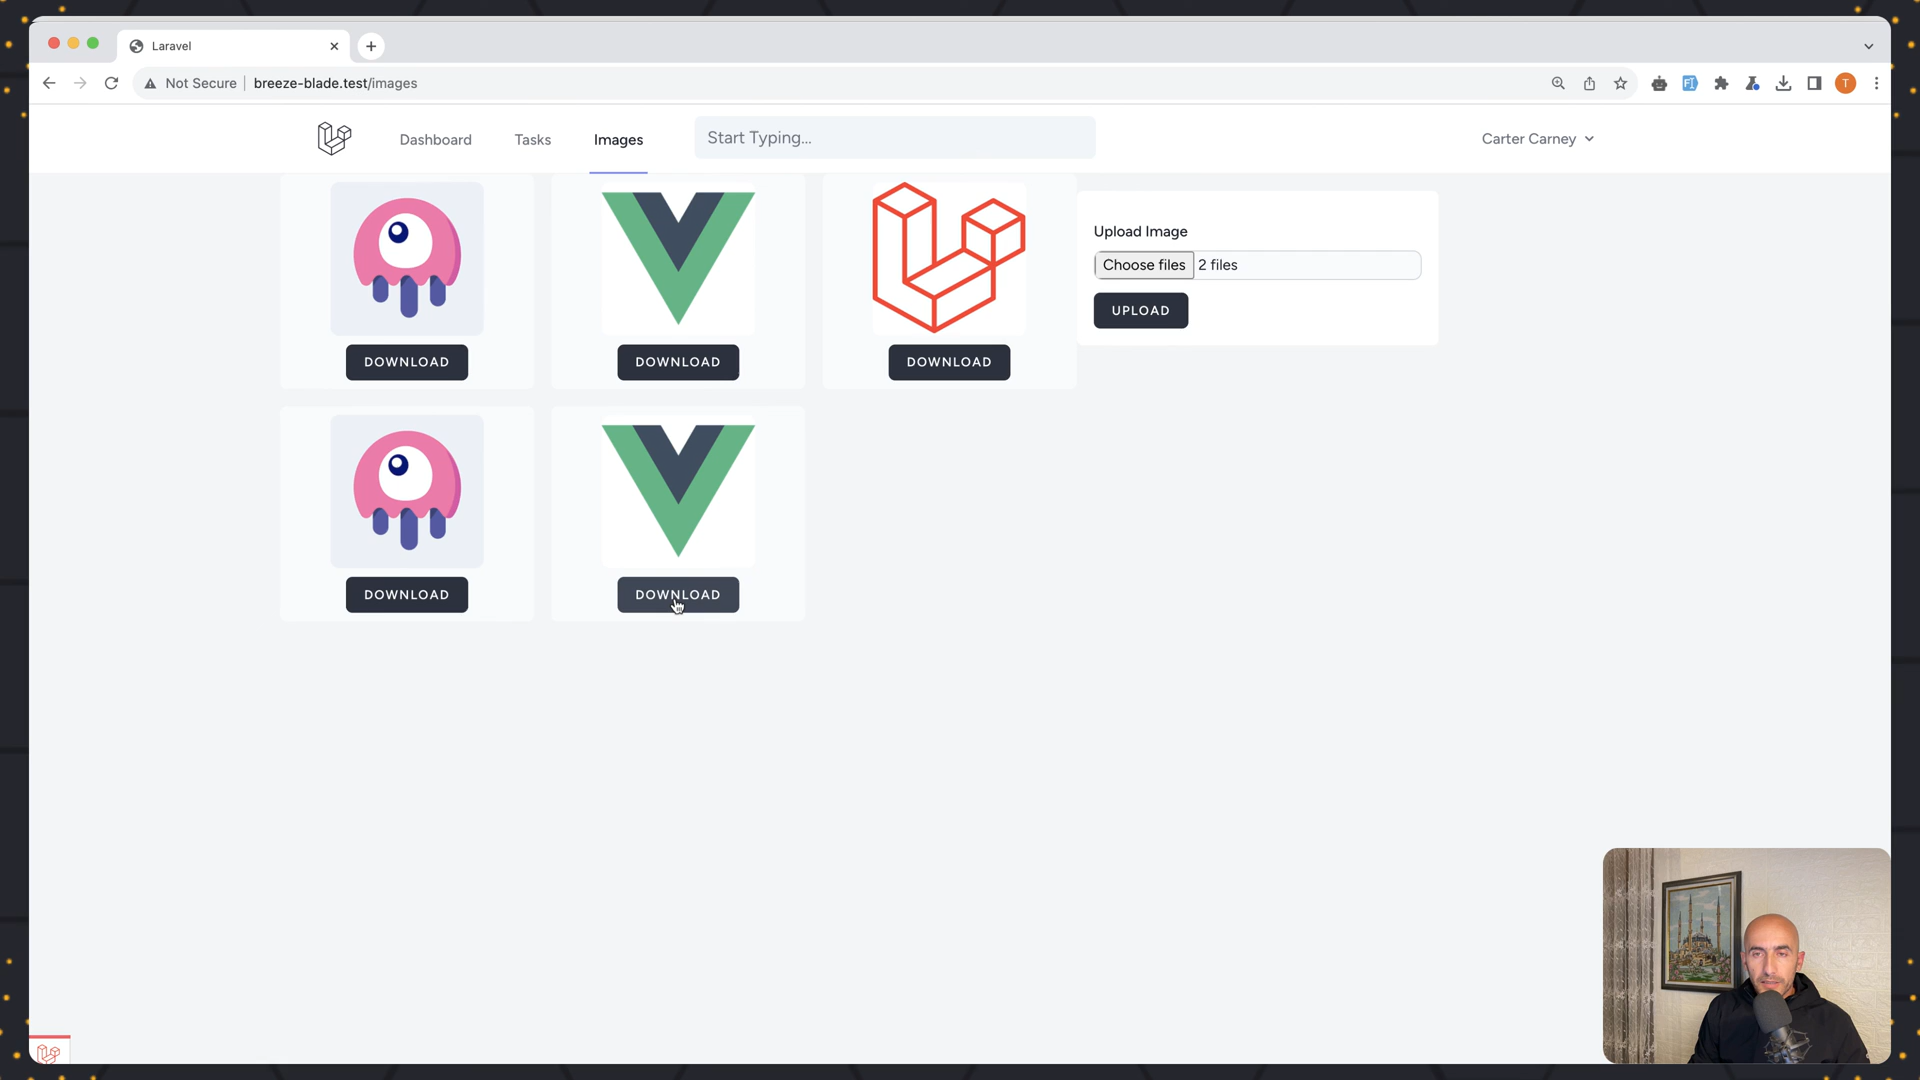 Laravel
Not Secure
breeze-blade.test/images
T
Dashboard
Tasks
Images
Start Typing...
Carter Carney
Upload Image
Choose files 2 files
UPLOAD
DOWNLOAD
DOWNLOAD
DOWNLOAD
DOWNLOAD
DOWNLOAD